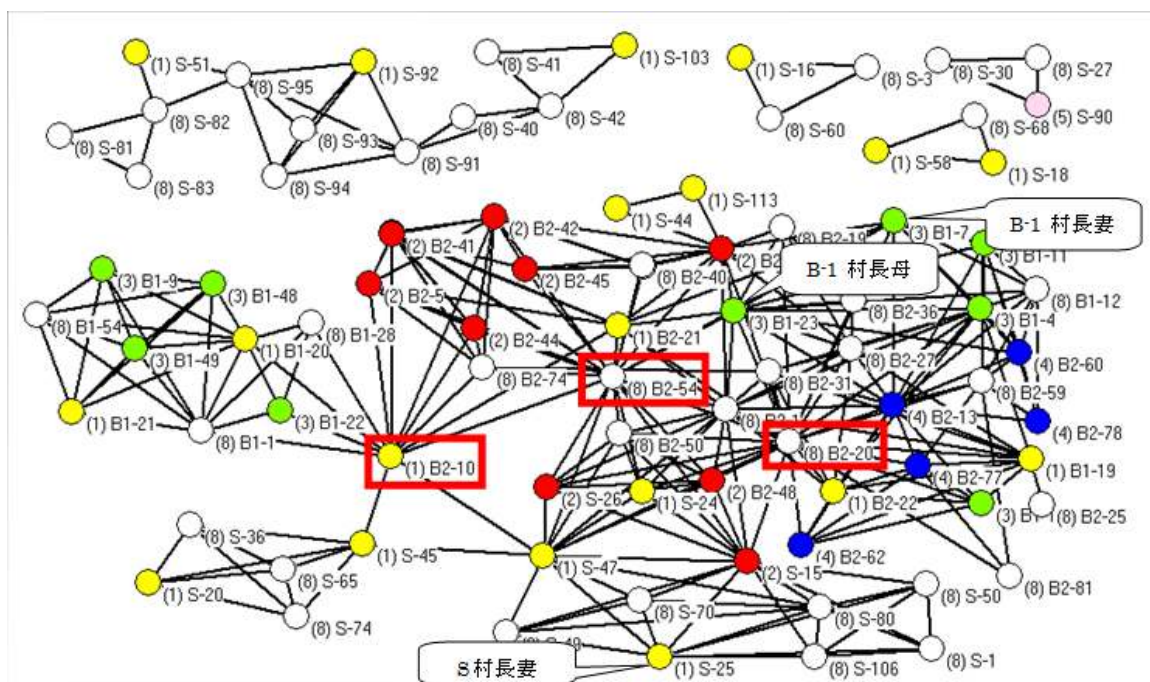 (1) S-51
(8) S-95
(1) S-92
(8) S-82
(8) S-93
(8) S-81
(8) S-83
(8) S-94
(8) S-91
(8) S-40
(8) S-41
(1) S-103
(8) S-42
(1) S-16
(8) S-3
(8) S-60
(8) S-30
(8) S-27
(5) S-90
(8) S-68
(1) S-58
(1) S-18
(1) S-113
(1) S-44
(2) B2-42
(2) B2-41
(2) B2-45
(2) B2-5
(2) B2-44
(8) B2-40
(8) B2-19
(3) B1-7
B-1 村長妻
(3) B1-11
B-1 村長母
(8) B1-12
(3) B1-9
(3) B1-48
(8) B1-54
(3) B1-49
(1) B1-20
(8) B1-28
(1) B1-21
(8) B1-1
(3) B1-22
(1) B2-21
(3) B1-23
(8) B2-36
(3) B1-4
(8) B2-74
(8) B2-54
(8) B2-31
(8) B2-27
(4) B2-60
(8) B2-59
(4) B2-13
(4) B2-78
(1) B2-10
(8) B2-50
(8) B2-20
(4) B2-77
(1) B1-19
(2) S-26
(1) S-24
(2) B2-48
(1) B2-22
(8) B2-25
(4) B2-62
(8) B2-81
(8) S-36
(1) S-45
(8) S-65
(1) S-20
(8) S-74
(1) S-47
(2) S-15
(8) S-70
(8) S-80
(8) S-50
(1) S-25
(8) S-106
(8) S-1
S 村長妻